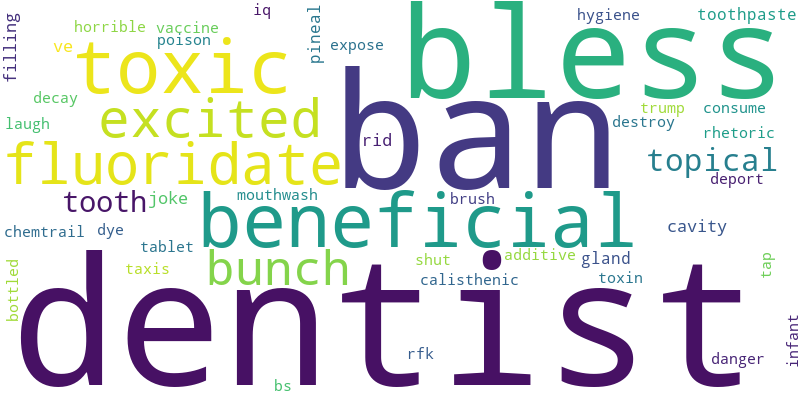 iq
bless
horrible vaccine
hygiene
toothpaste
filling
pineal
ve
poison
expose
toxic
ban
decay
excited
trump
consume
laugh
destroy
rhetoric
rid
fluoridate
topical
deport
tooth
joke
mouthwash
brush
beneficial
chemtrail
dye
cavity
tablet
bunch
shut
additive
gland
taxis
calisthenic
toxin
tap
bottled
dentist
rfk
danger
infant
bs